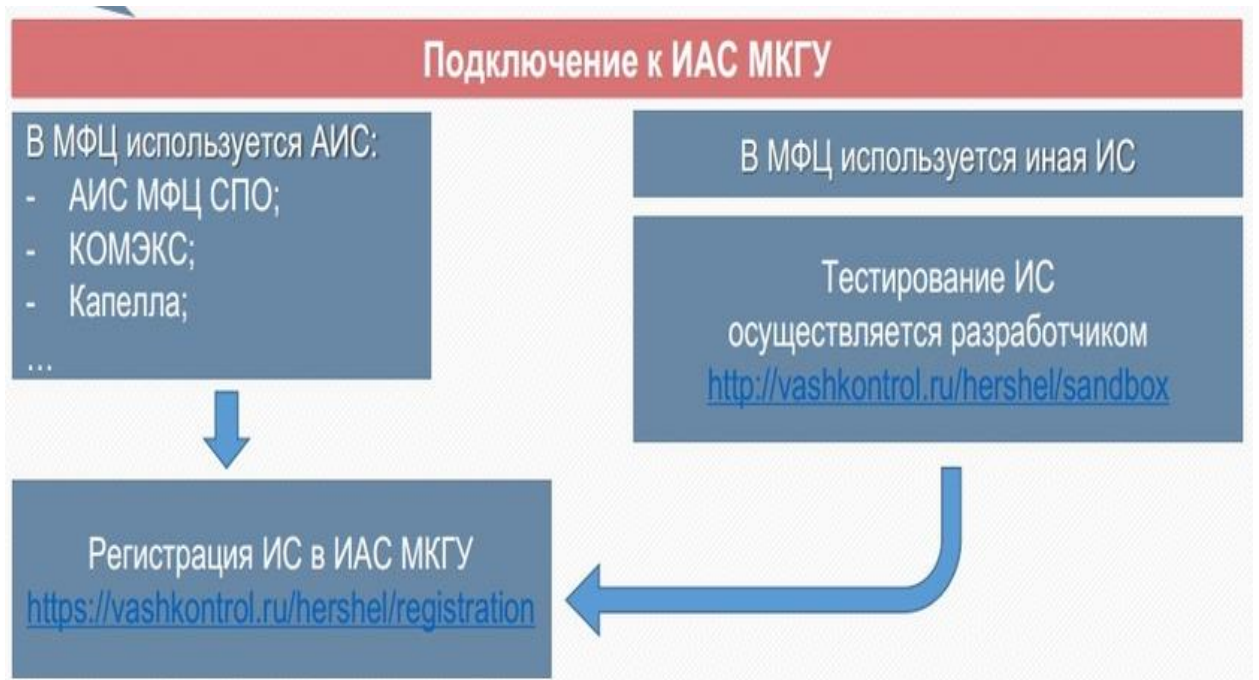 Подключение к ИАС МКГУ
В МФЦ используется АИС:
- АИС МФЦ СПО;
- КОМЭКС;
- Капелла;
...
В МФЦ используется иная ИС
Тестирование ИС
осуществляется разработчиком
http://vashkontrol.ru/hershel/sandbox
Регистрация ИС в ИАС МКГУ
https://vashkontrol.ru/hershel/registration